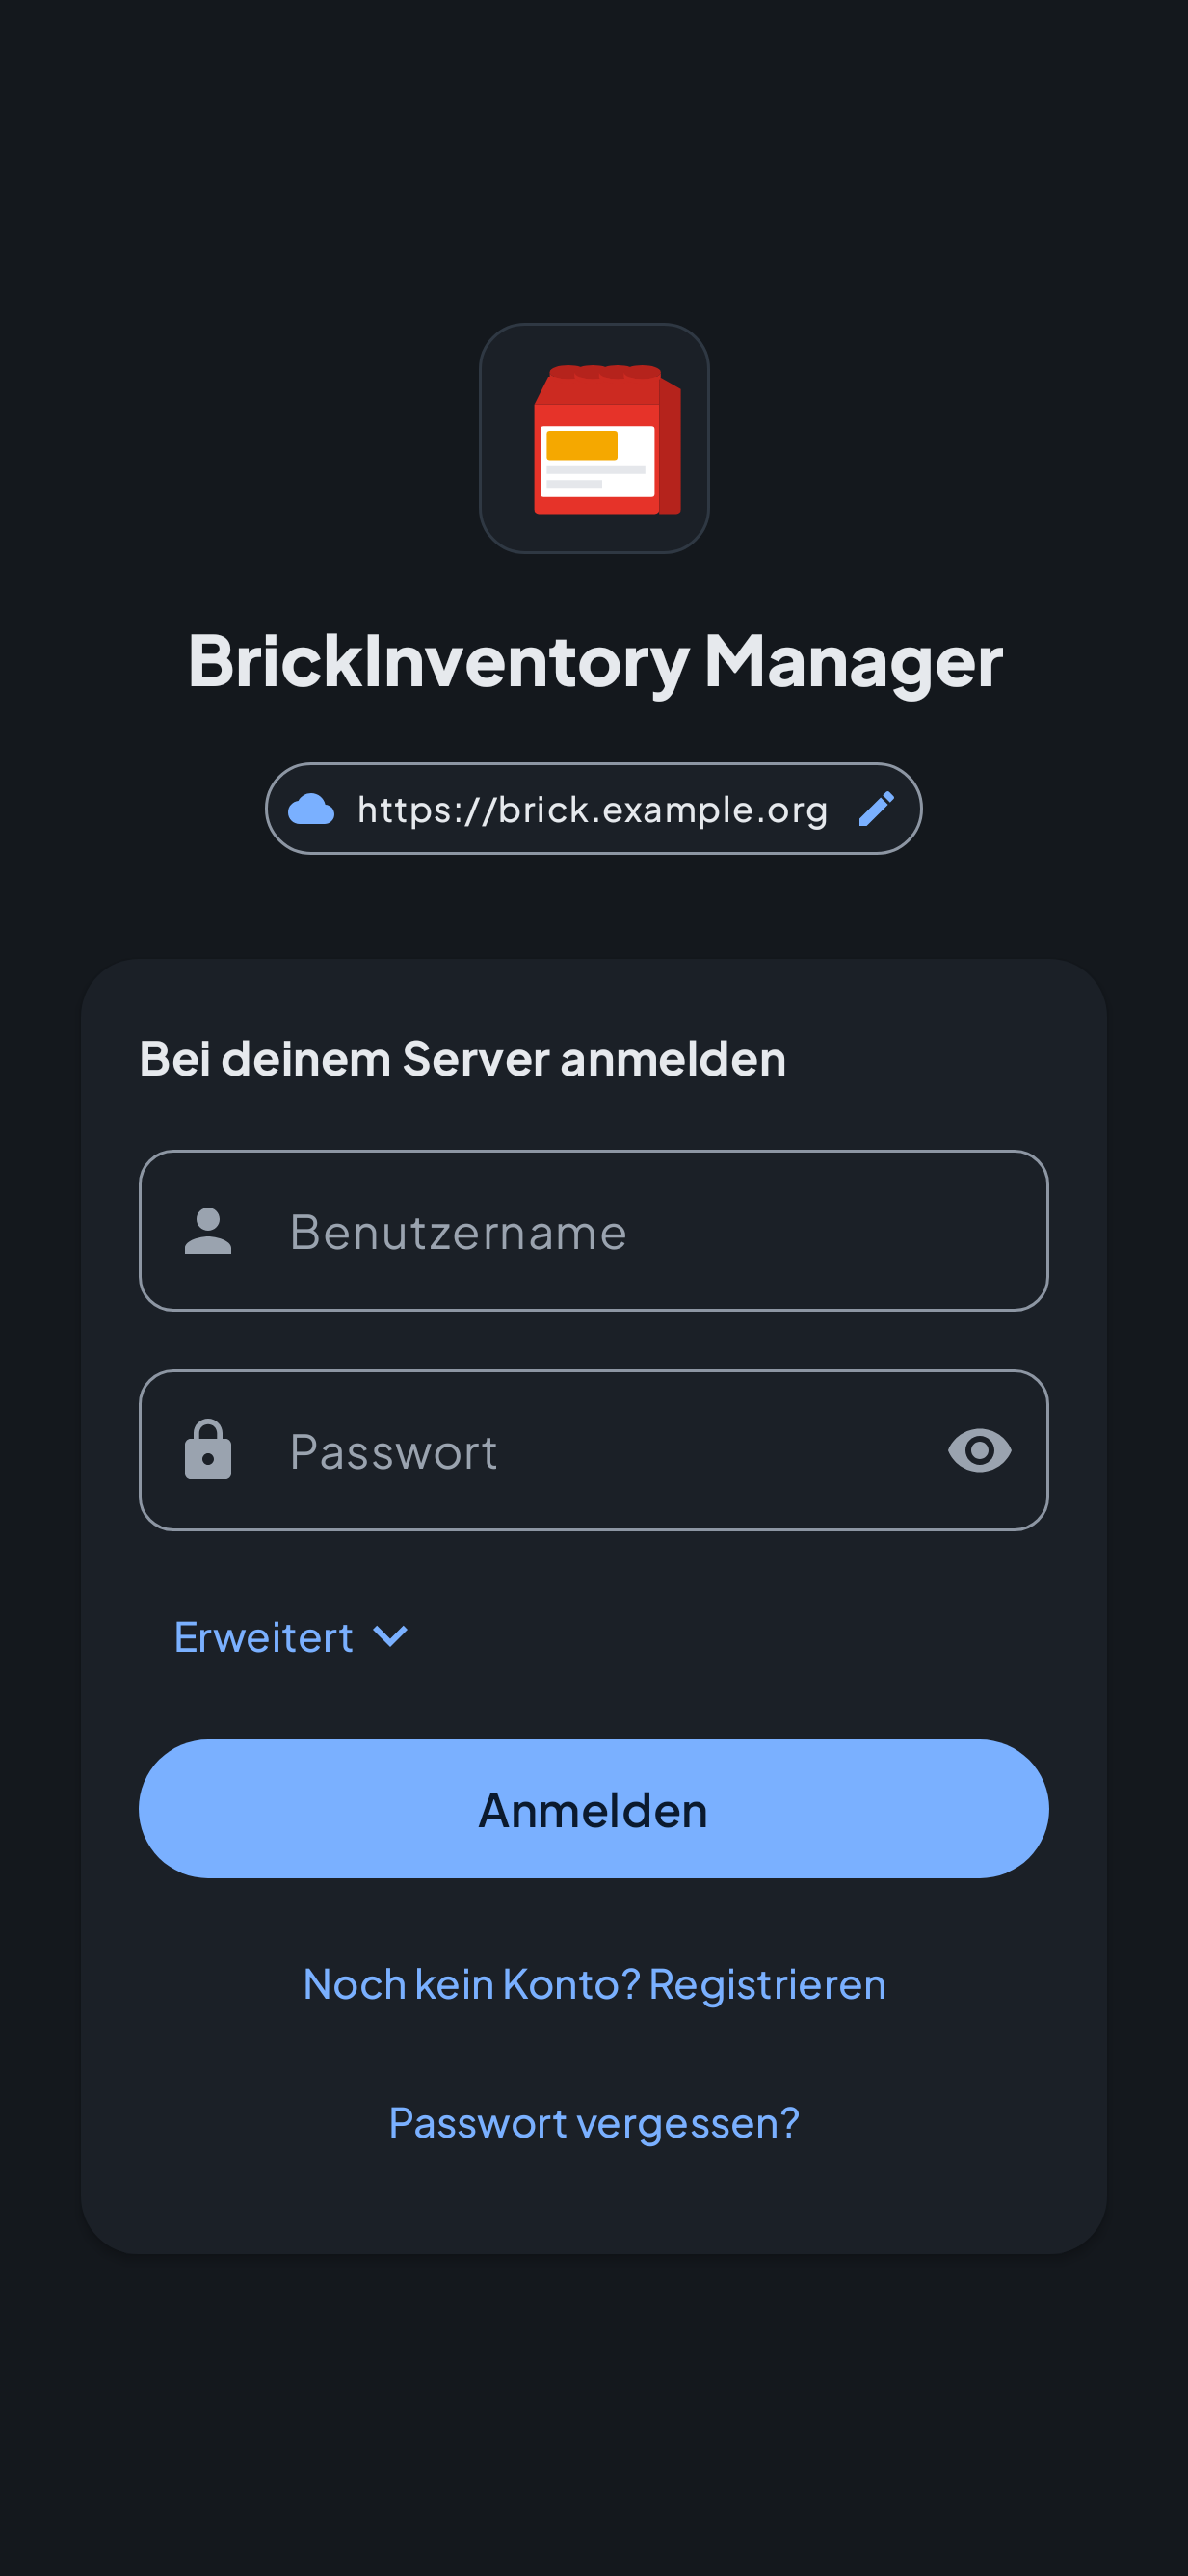 BrickInventory Manager
https://brick.example.org
Bei deinem Server anmelden
Benutzername
Passwort
Erweitert
Anmelden
Noch kein Konto? Registrieren
Passwort vergessen?